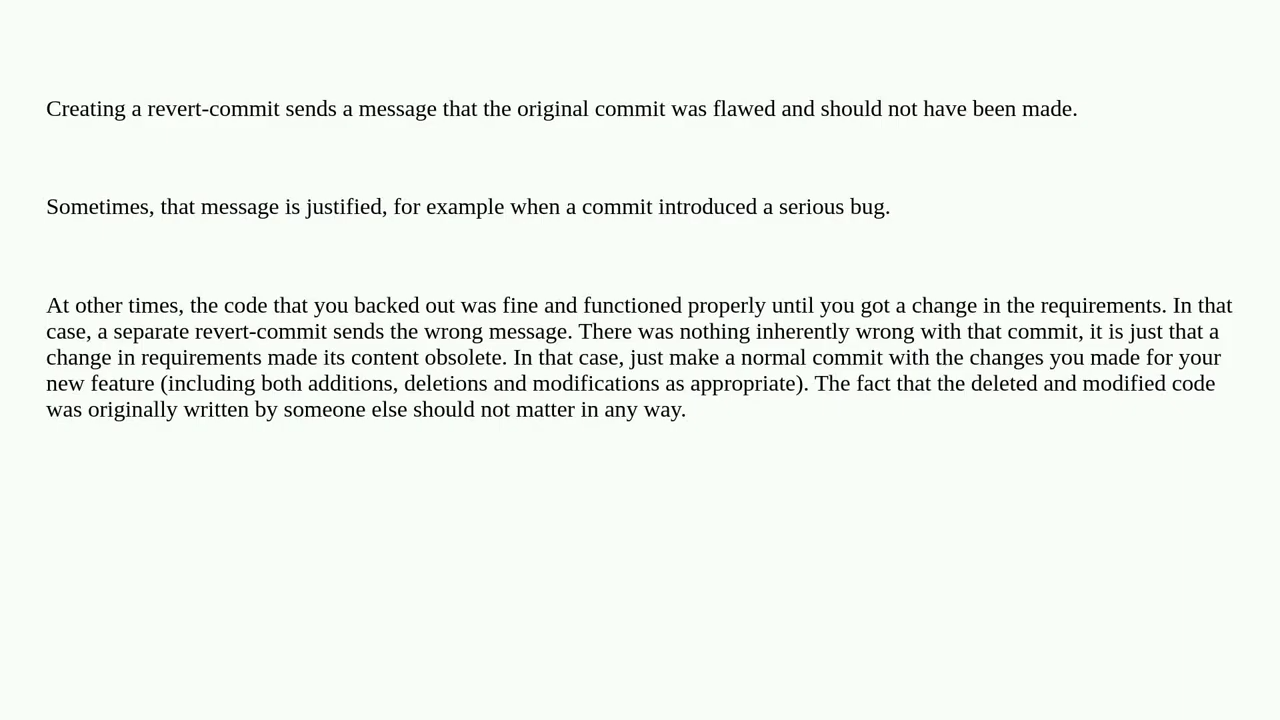 Creating a revert-commit sends a message that the original commit was flawed and should not have been made.
Sometimes, that message is justified, for example when a commit introduced a serious bug.
At other times, the code that you backed out was fine and functioned properly until you got a change in the requirements. In that
case, a separate revert-commit sends the wrong message. There was nothing inherently wrong with that commit, it is just that a
change in requirements made its content obsolete. In that case, just make a normal commit with the changes you made for your
new feature (including both additions, deletions and modifications as appropriate). The fact that the deleted and modified code
was originally written by someone else should not matter in any way.